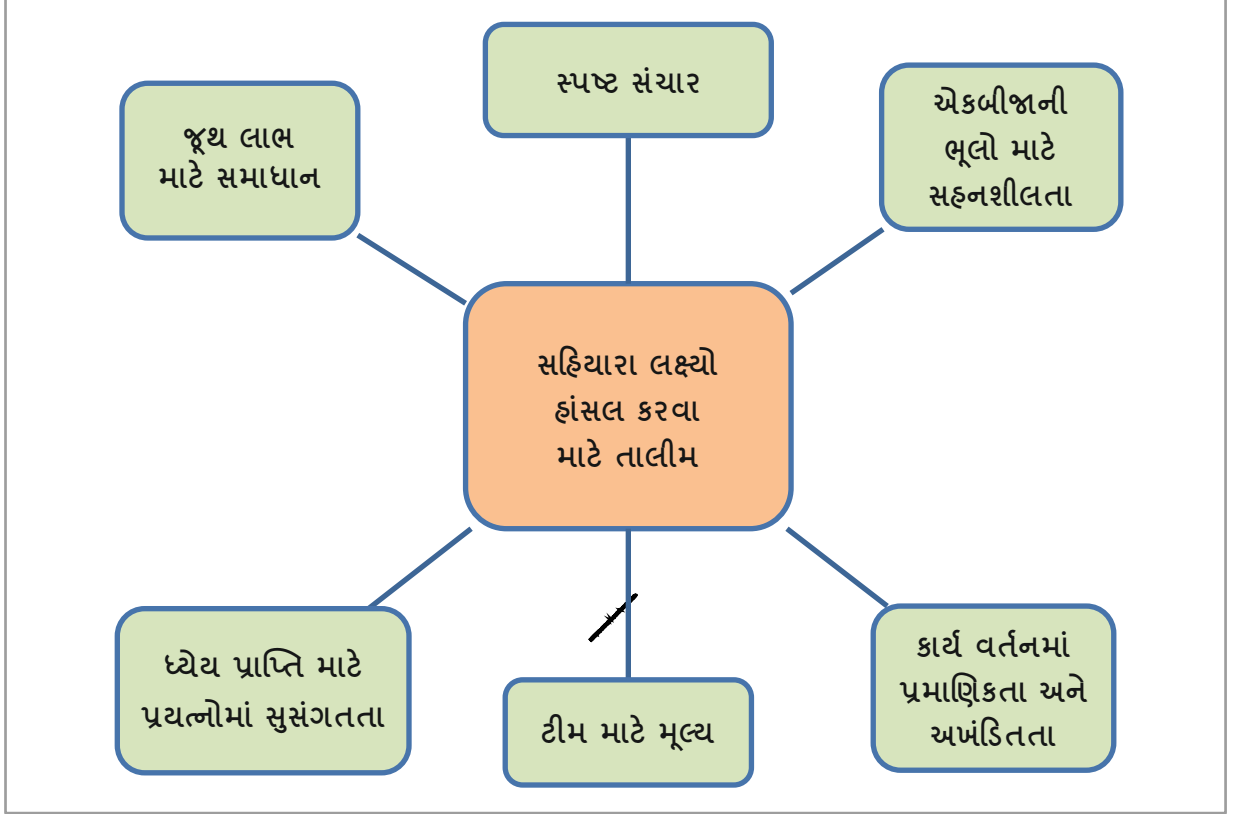 સ્પષ્ટ સંચાર
જૂથ લાભ
માટે સમાધાન
એકબીજાની
ભૂલો માટે
સહનશીલતા
સહિયારા લક્ષ્યો
હાંસલ કરવા
માટે તાલીમ
ધ્યેય પ્રાપ્તિ માટે
પ્રયત્નોમાં સુસંગતતા
ટીમ માટે મૂલ્ય
કાર્ય વર્તનમાં
પ્રમાણિકતા અને
અખંડિતતા